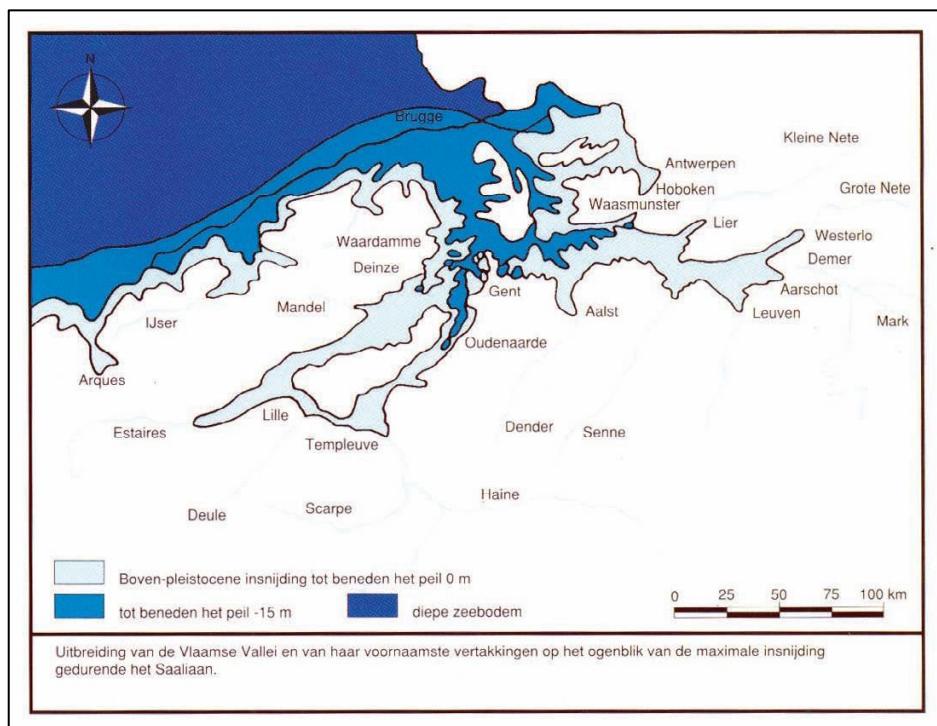 N
Brugge
Kleine Nete
Antwerpen
Hoboken
Grote Nete
Waasmunster
Lier
Waardamme
Westerlo
Deinze
Demer
Gent
Aarschot
Mandel
Aalst
Leuven
IJser
Mark
Oudenaarde
Arques
Lille
Estaires
Dender
Senne
Templeuve
Haine
Deule
Scarpe
Boven-pleistocene insnijding tot beneden het peil 0 m
tot beneden het peil -15 m
diepe zeebodem
0 25 50 75 100 km
Uitbreiding van de Vlaamse Vallei en van haar voornaamste vertakkingen op het ogenblik van de maximale insnijding
gedurende het Saaliaan.